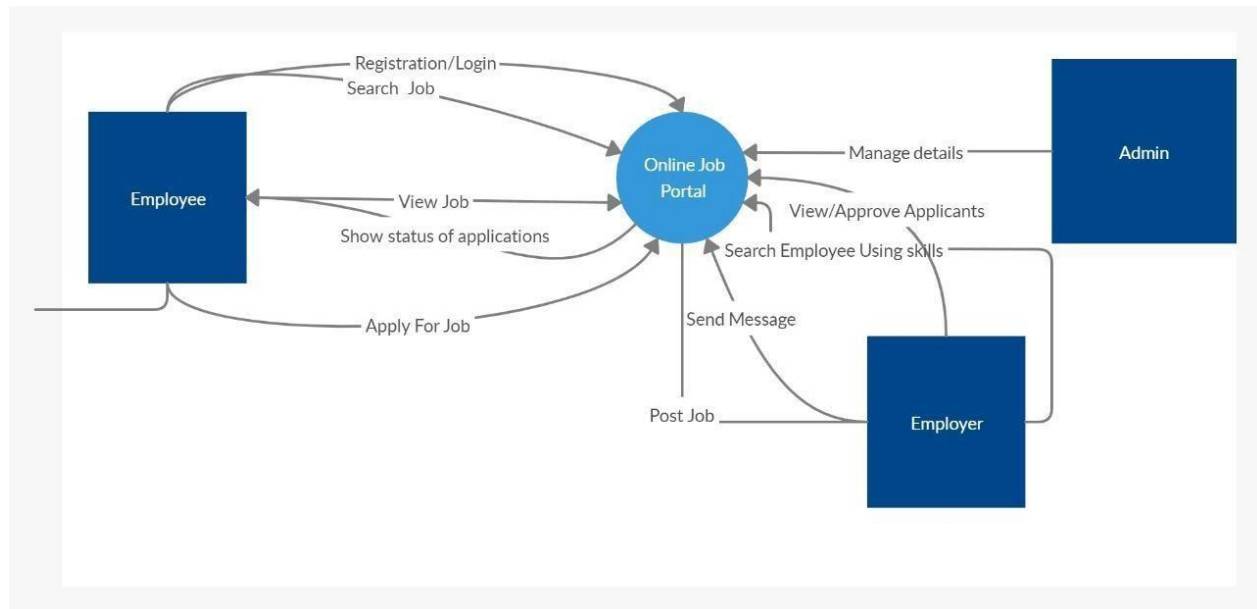 Registration/Login
Search Job
Employee
View Job
Show status of applications
Apply For Job
Online Job
Portal
Manage details
Admin
View/Approve Applicants
Search Employee Using skills
Send Message
Post Job
Employer